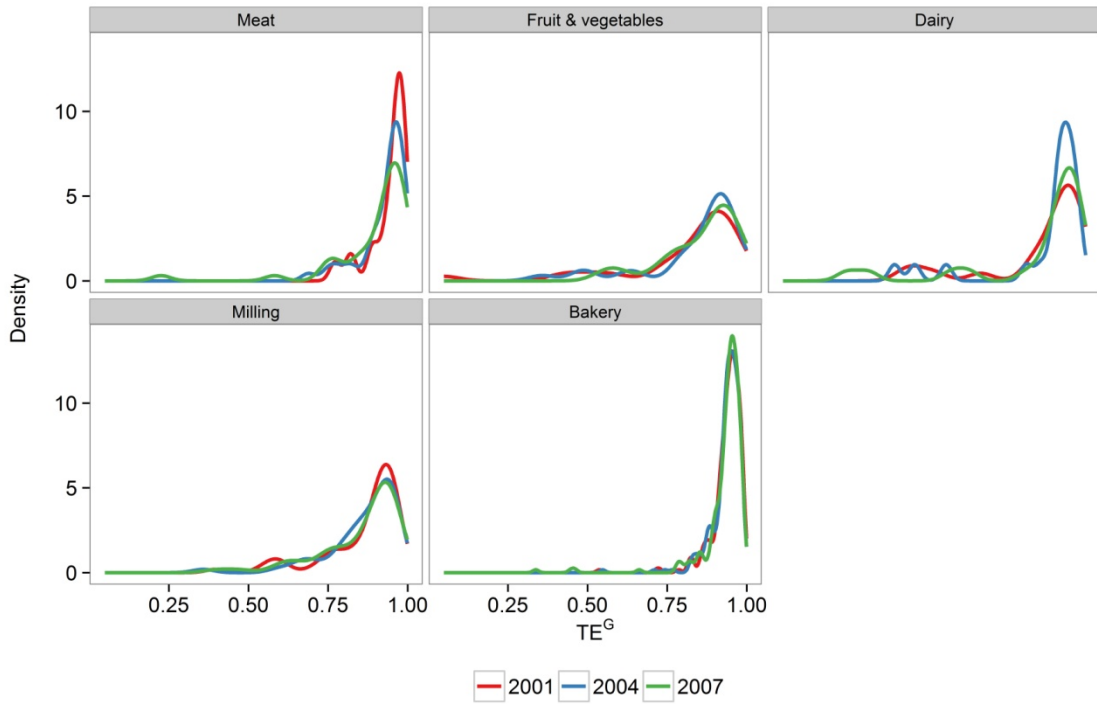 Meat
Fruit & vegetables
Dairy
10
5
0
Density
Milling
Bakery
10
5
0
0.25 0.50 0.75 1.00
0.25 0.50 0.75 1.00
TE^G
2001 2004 2007